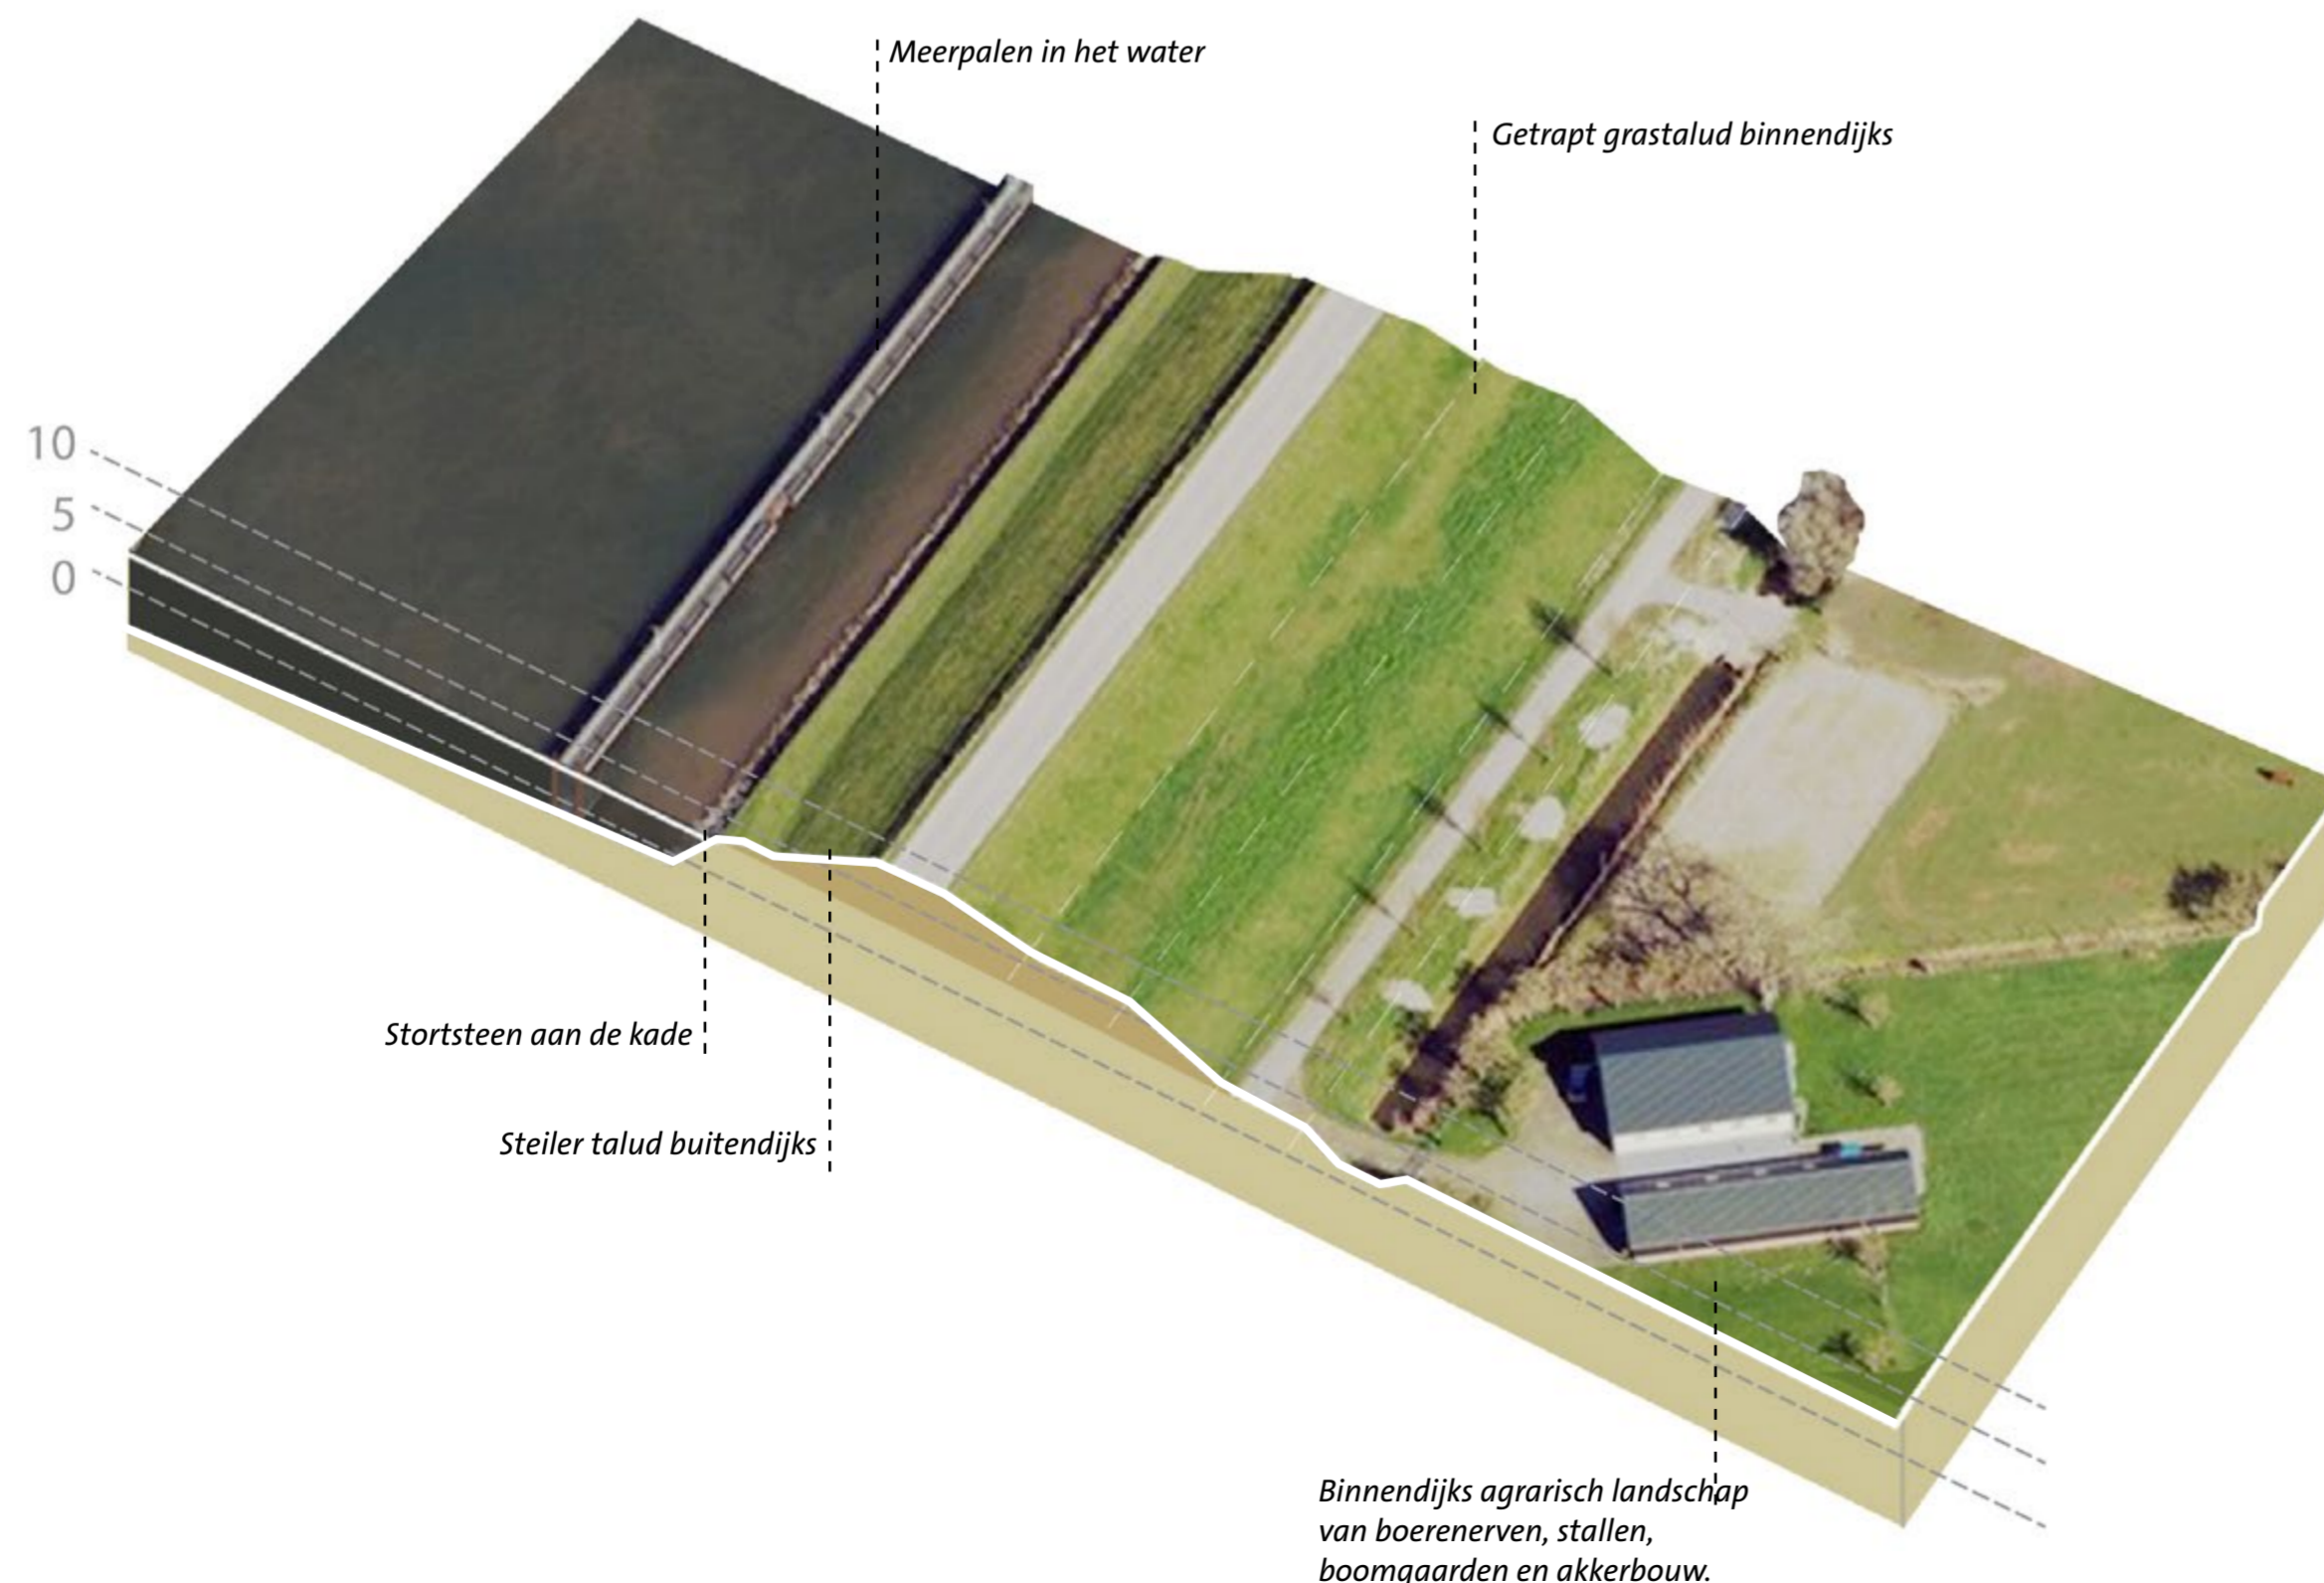 Meerpalen in het water
Getrapt grastalud binnendijks
10
5
0
Stortsteen aan de kade
Steiler talud buitendijks
Binnendijks agrarisch landschap
van boerenerven, stallen,
boomgaarden en akkerbouw.